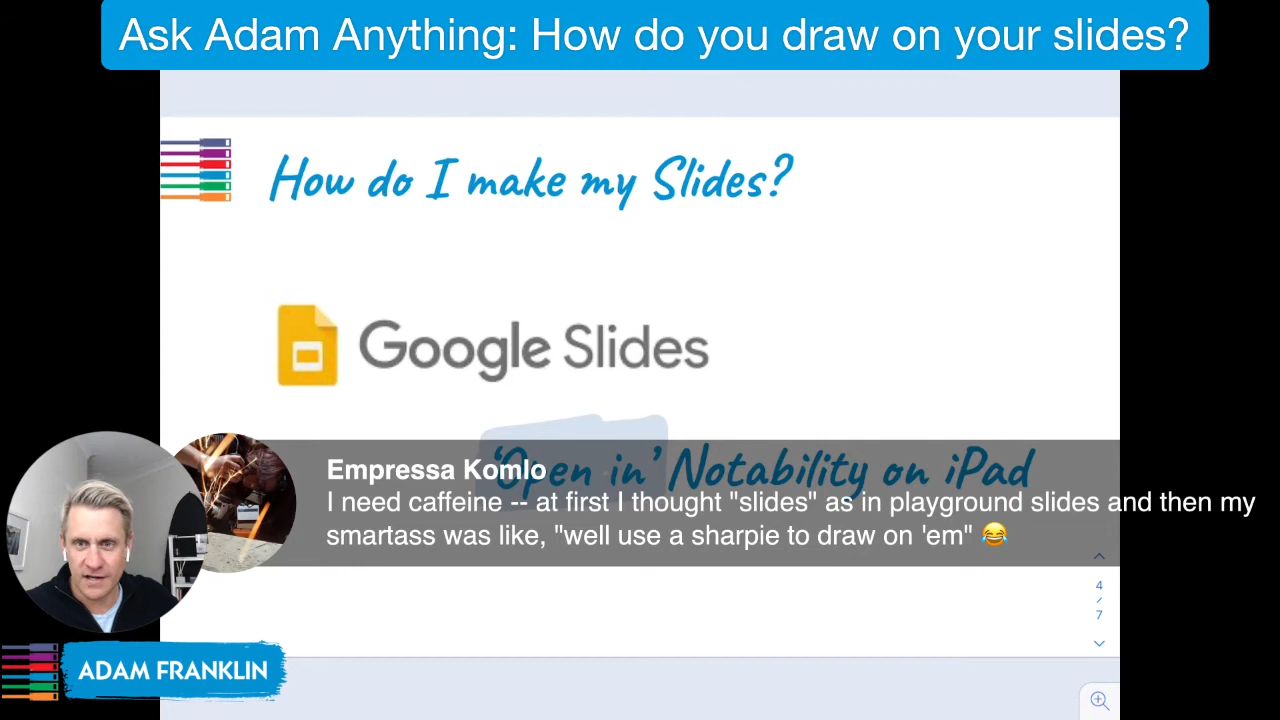 Ask Adam Anything: How do you draw on your slides?
How do I make my Slides?
Google Slides
'Open in' Notability on iPad
Empressa Komlo
I need caffeine -- at first I thought "slides" as in playground slides and then my
smartass was like, "well use a sharpie to draw on 'em" 😂
4
/
7
ADAM FRANKLIN